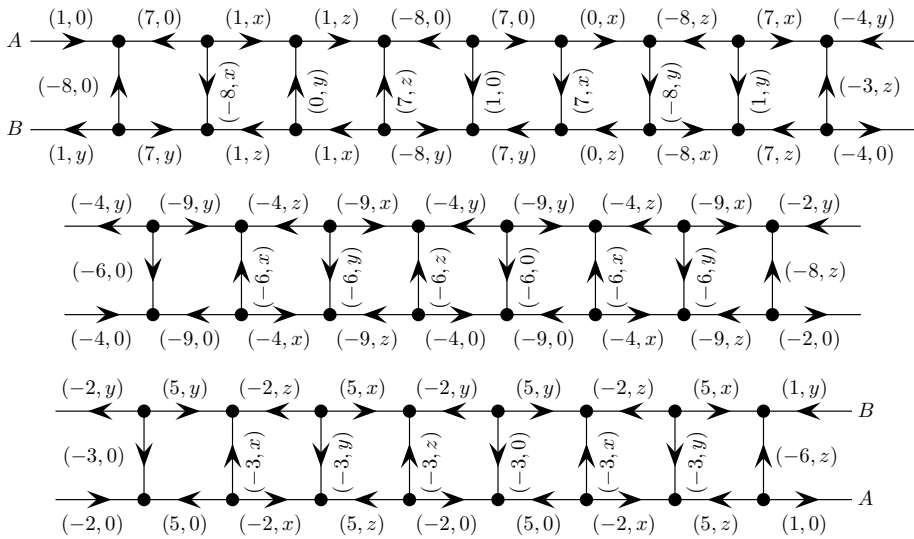 (1, 0) (7, 0) (1, x) (1, z) (−8, 0) (7, 0) (0, x) (−8, z) (7, x) (−4, y)
A
(−8, 0) (−8, x) (0, y) (7, z) (1, 0) (7, x) (−8, y) (1, y) (−3, z)
B
(1, y) (7, y) (1, z) (1, x) (−8, y) (7, y) (0, z) (−8, x) (7, z) (−4, 0)
(−4, y) (−9, y) (−4, z) (−9, x) (−4, y) (−9, y) (−4, z) (−9, x) (−2, y)
(−6, 0) (−6, x) (−6, y) (−6, z) (−6, 0) (−6, x) (−6, y) (−8, z)
(−4, 0) (−9, 0) (−4, x) (−9, z) (−4, 0) (−9, 0) (−4, x) (−9, z) (−2, 0)
(−2, y) (5, y) (−2, z) (5, x) (−2, y) (5, y) (−2, z) (5, x) (1, y)
B
(−3, 0) (−3, x) (−3, y) (−3, z) (−3, 0) (−3, x) (−3, y) (−6, z)
A
(−2, 0) (5, 0) (−2, x) (5, z) (−2, 0) (5, 0) (−2, x) (5, z) (1, 0)